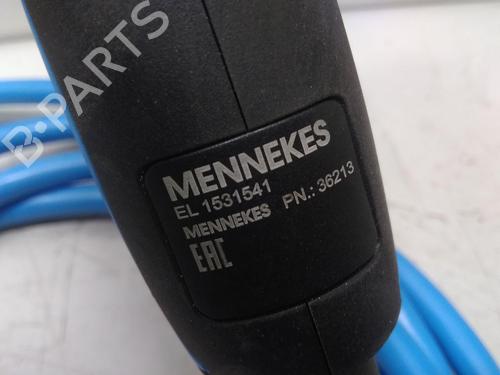 B·PARTS
MENNEKES
EL 1531541
MENNEKES PN.: 36213
EAC